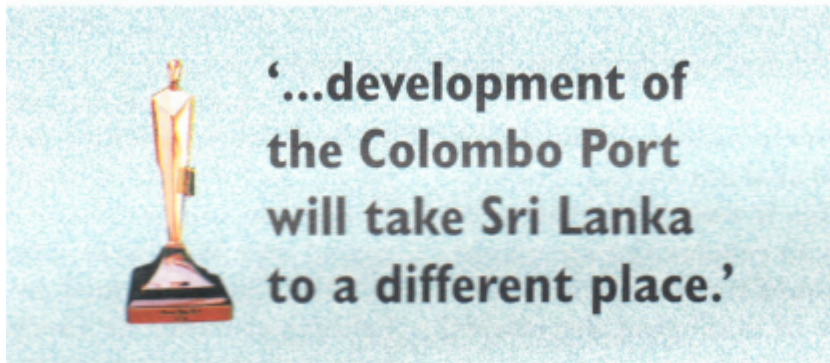 ‘...development of
the Colombo Port
will take Sri Lanka
to a different place.’